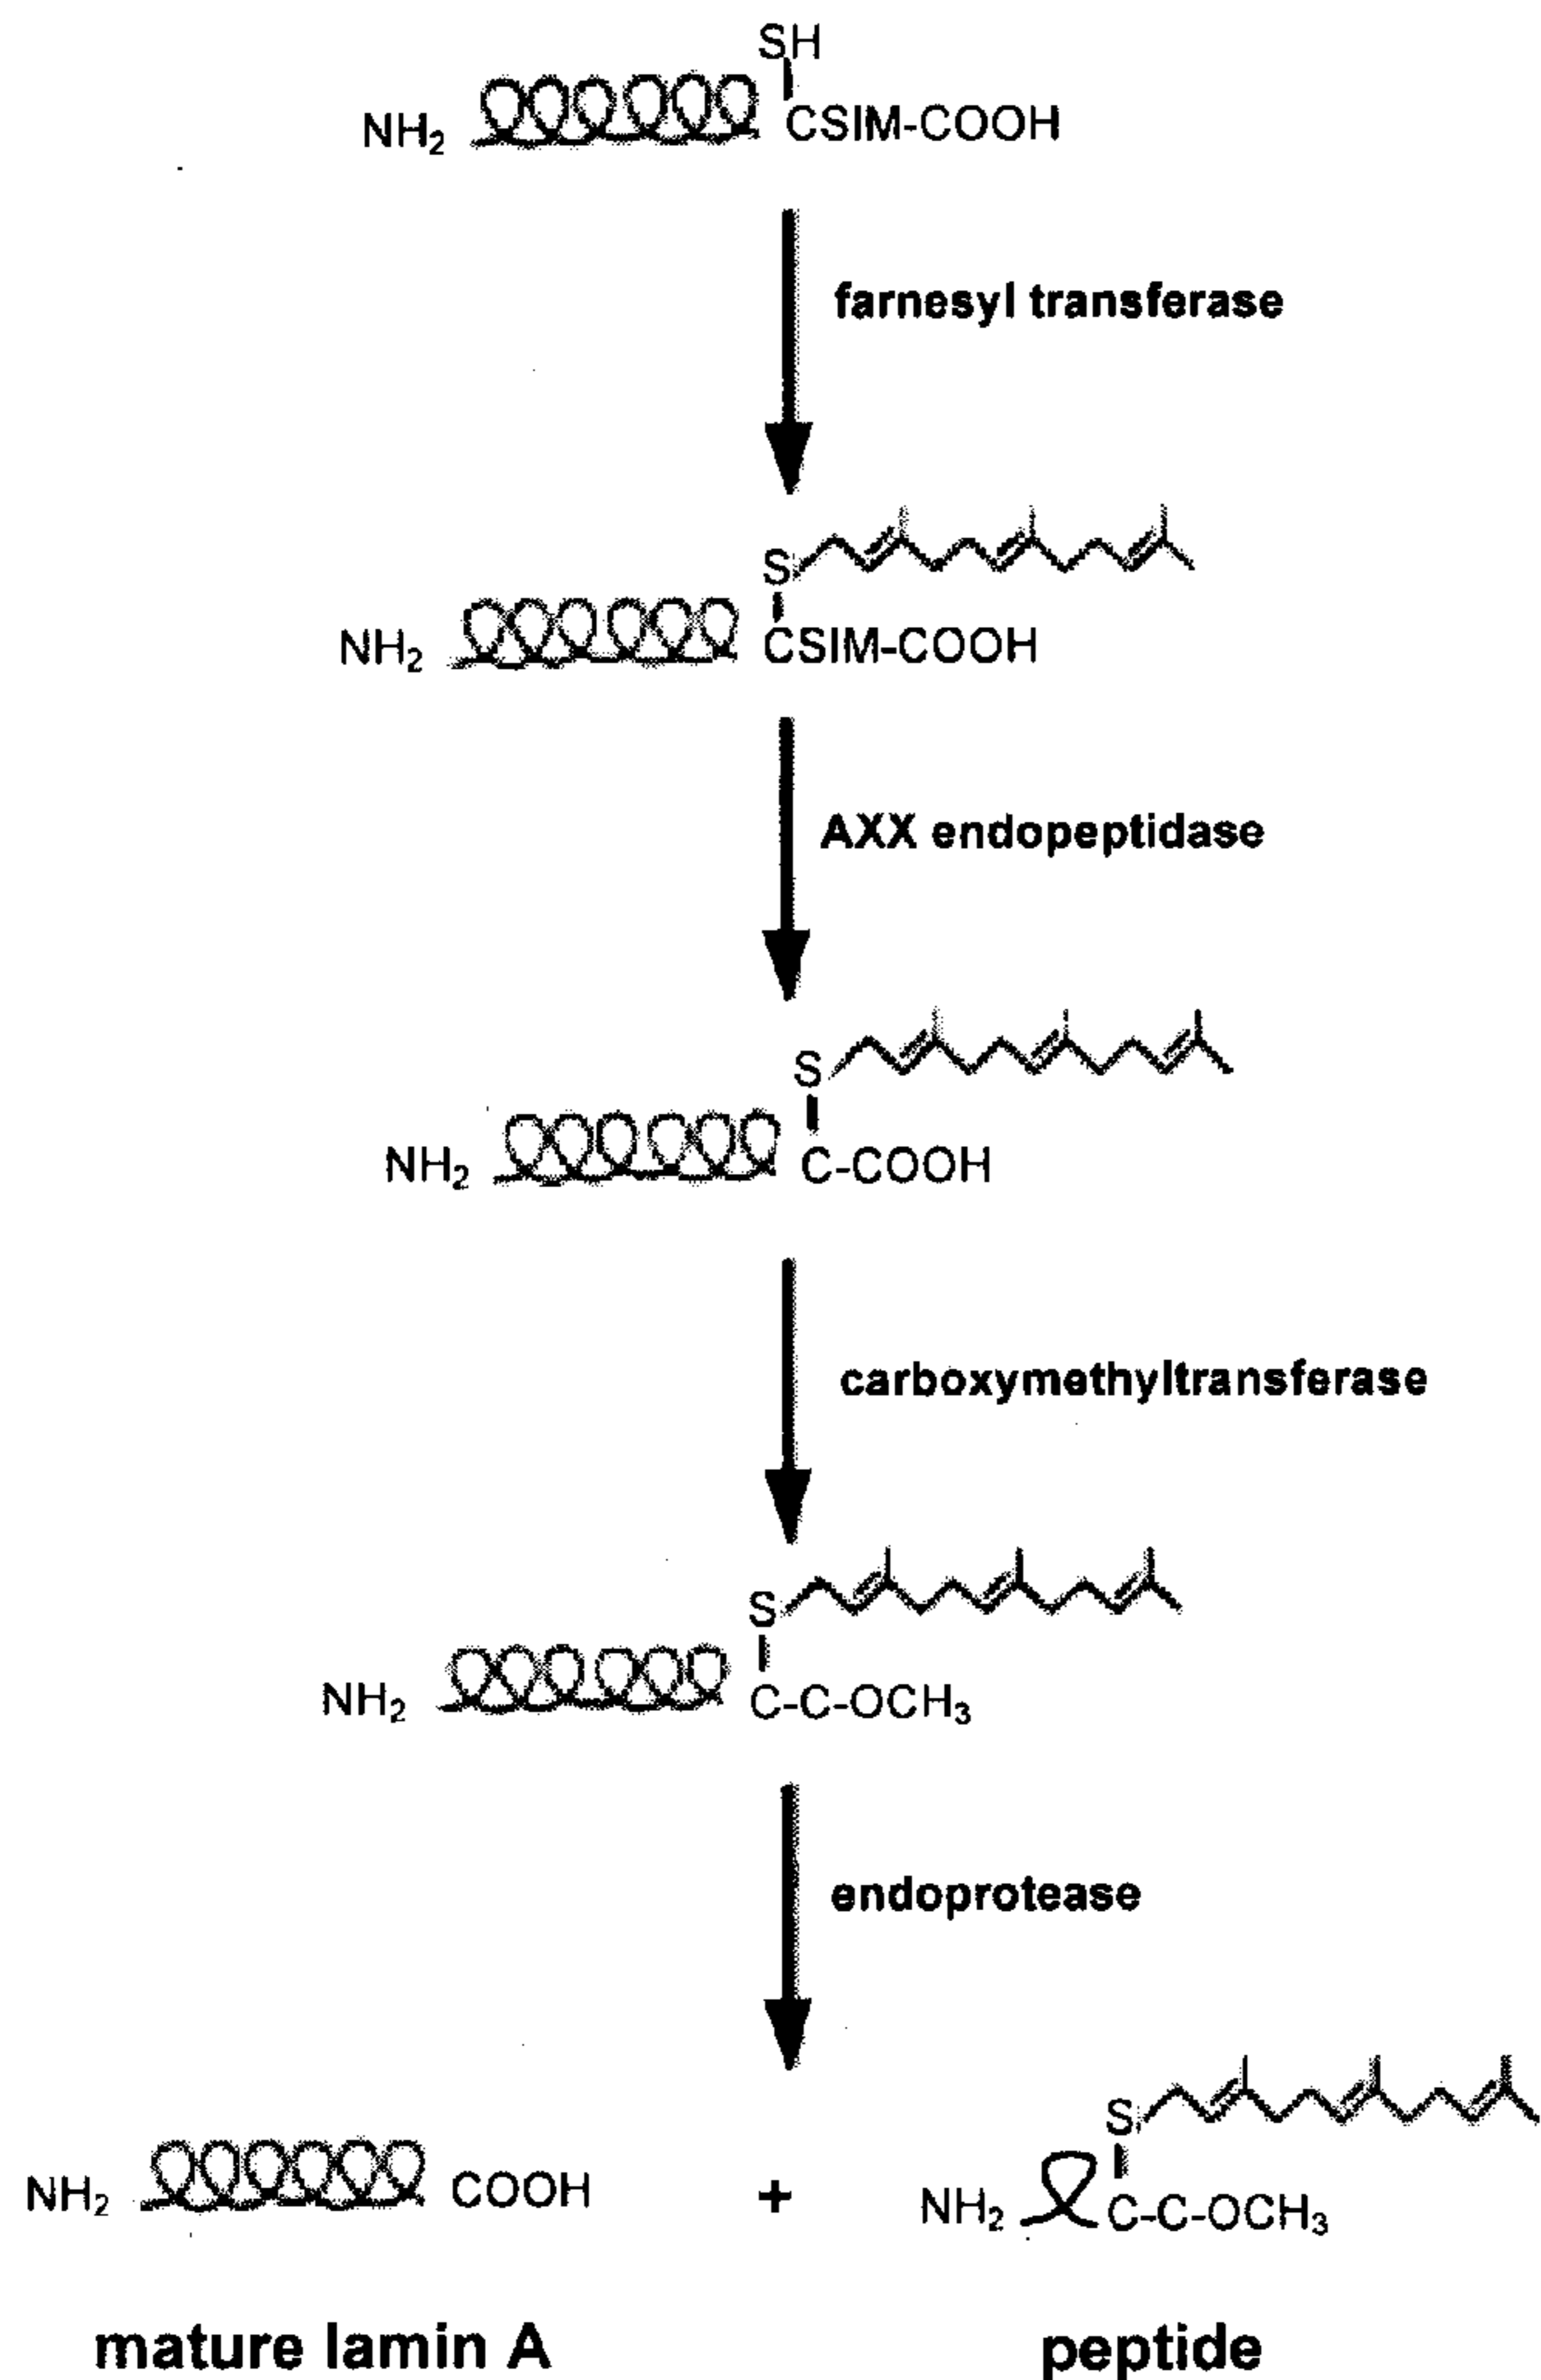 SH
NH₂ CSIM-COOH
farnesyl transferase
S
NH₂ CSIM-COOH
AXX endopeptidase
S
NH₂ C-COOH
carboxymethyltransferase
S
NH₂ C-C-OCH₃
endoprotease
S
NH₂ COOH + NH₂ C-C-OCH₃
mature lamin A peptide